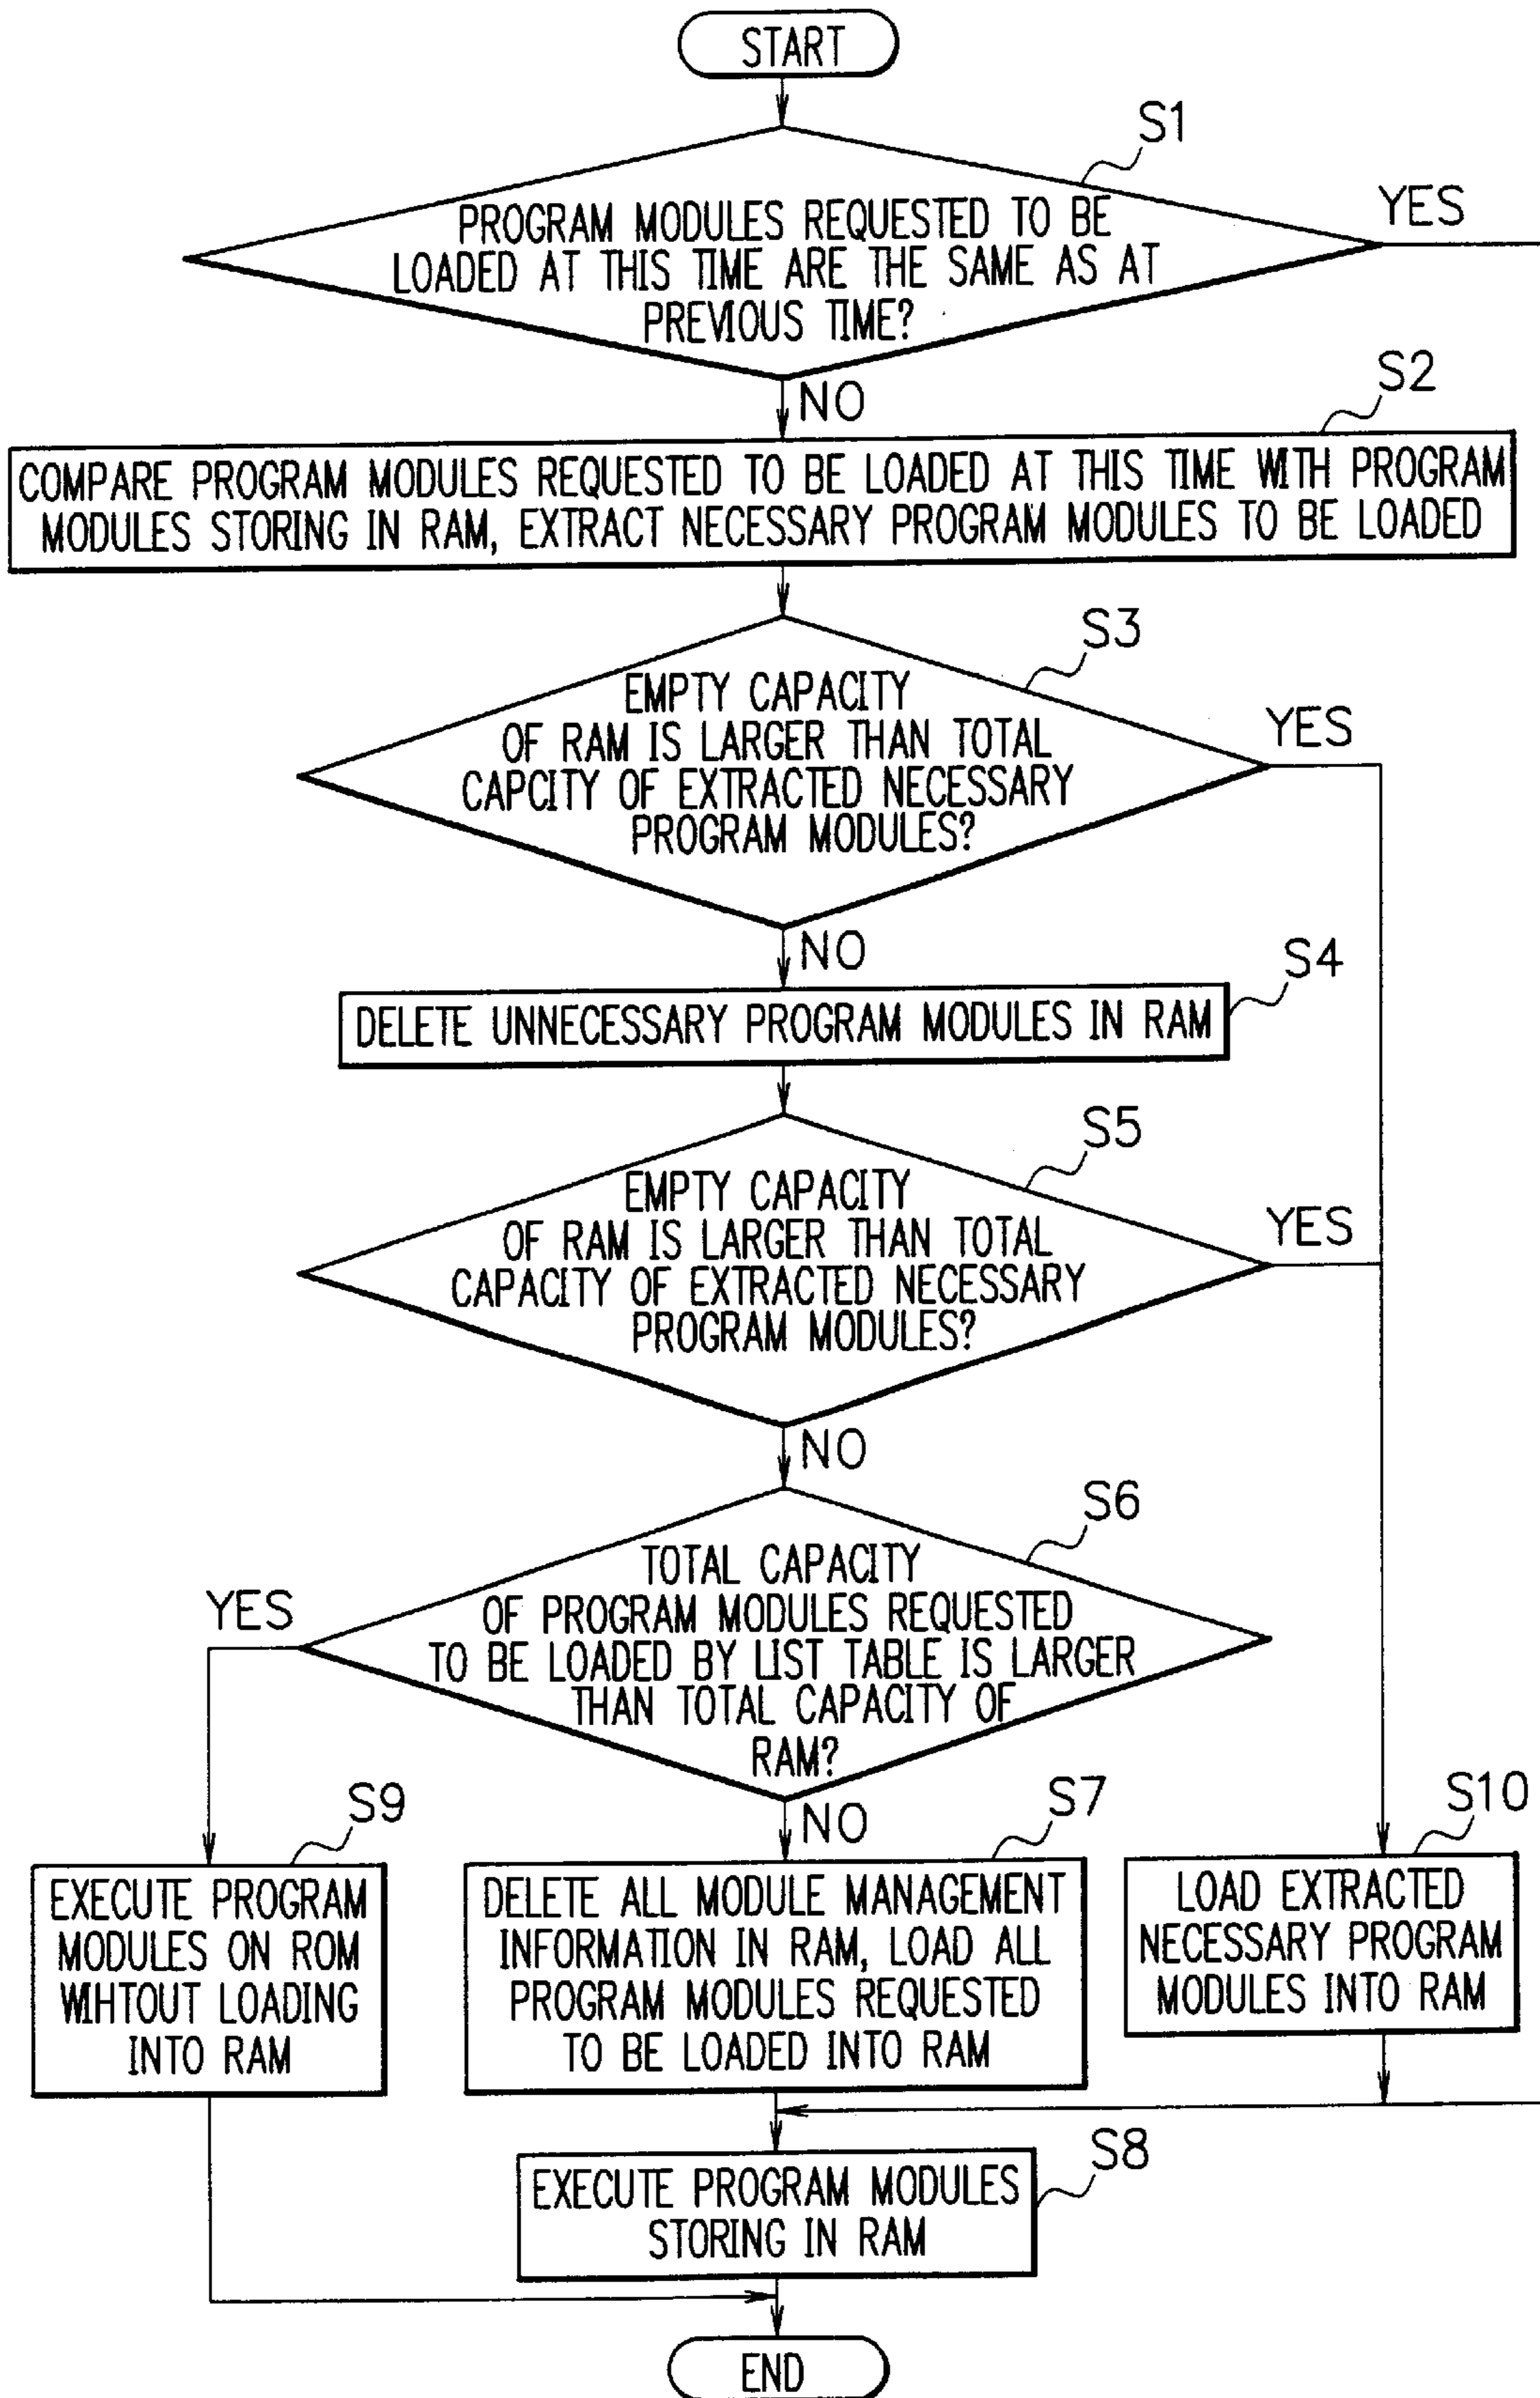 START
S1
YES
PROGRAM MODULES REQUESTED TO BE
LOADED AT THIS TIME ARE THE SAME AS AT
PREVIOUS TIME?
NO
S2
COMPARE PROGRAM MODULES REQUESTED TO BE LOADED AT THIS TIME WITH PROGRAM
MODULES STORING IN RAM, EXTRACT NECESSARY PROGRAM MODULES TO BE LOADED
S3
EMPTY CAPACITY
OF RAM IS LARGER THAN TOTAL
CAPCITY OF EXTRACTED NECESSARY
PROGRAM MODULES?
YES
NO
S4
DELETE UNNECESSARY PROGRAM MODULES IN RAM
S5
EMPTY CAPACITY
OF RAM IS LARGER THAN TOTAL
CAPACITY OF EXTRACTED NECESSARY
PROGRAM MODULES?
YES
NO
S6
TOTAL CAPACITY
OF PROGRAM MODULES REQUESTED
TO BE LOADED BY LIST TABLE IS LARGER
THAN TOTAL CAPACITY OF
RAM?
YES
NO
S9
EXECUTE PROGRAM
MODULES ON ROM
WIHTOUT LOADING
INTO RAM
S7
DELETE ALL MODULE MANAGEMENT
INFORMATION IN RAM, LOAD ALL
PROGRAM MODULES REQUESTED
TO BE LOADED INTO RAM
S10
LOAD EXTRACTED
NECESSARY PROGRAM
MODULES INTO RAM
S8
EXECUTE PROGRAM MODULES
STORING IN RAM
END